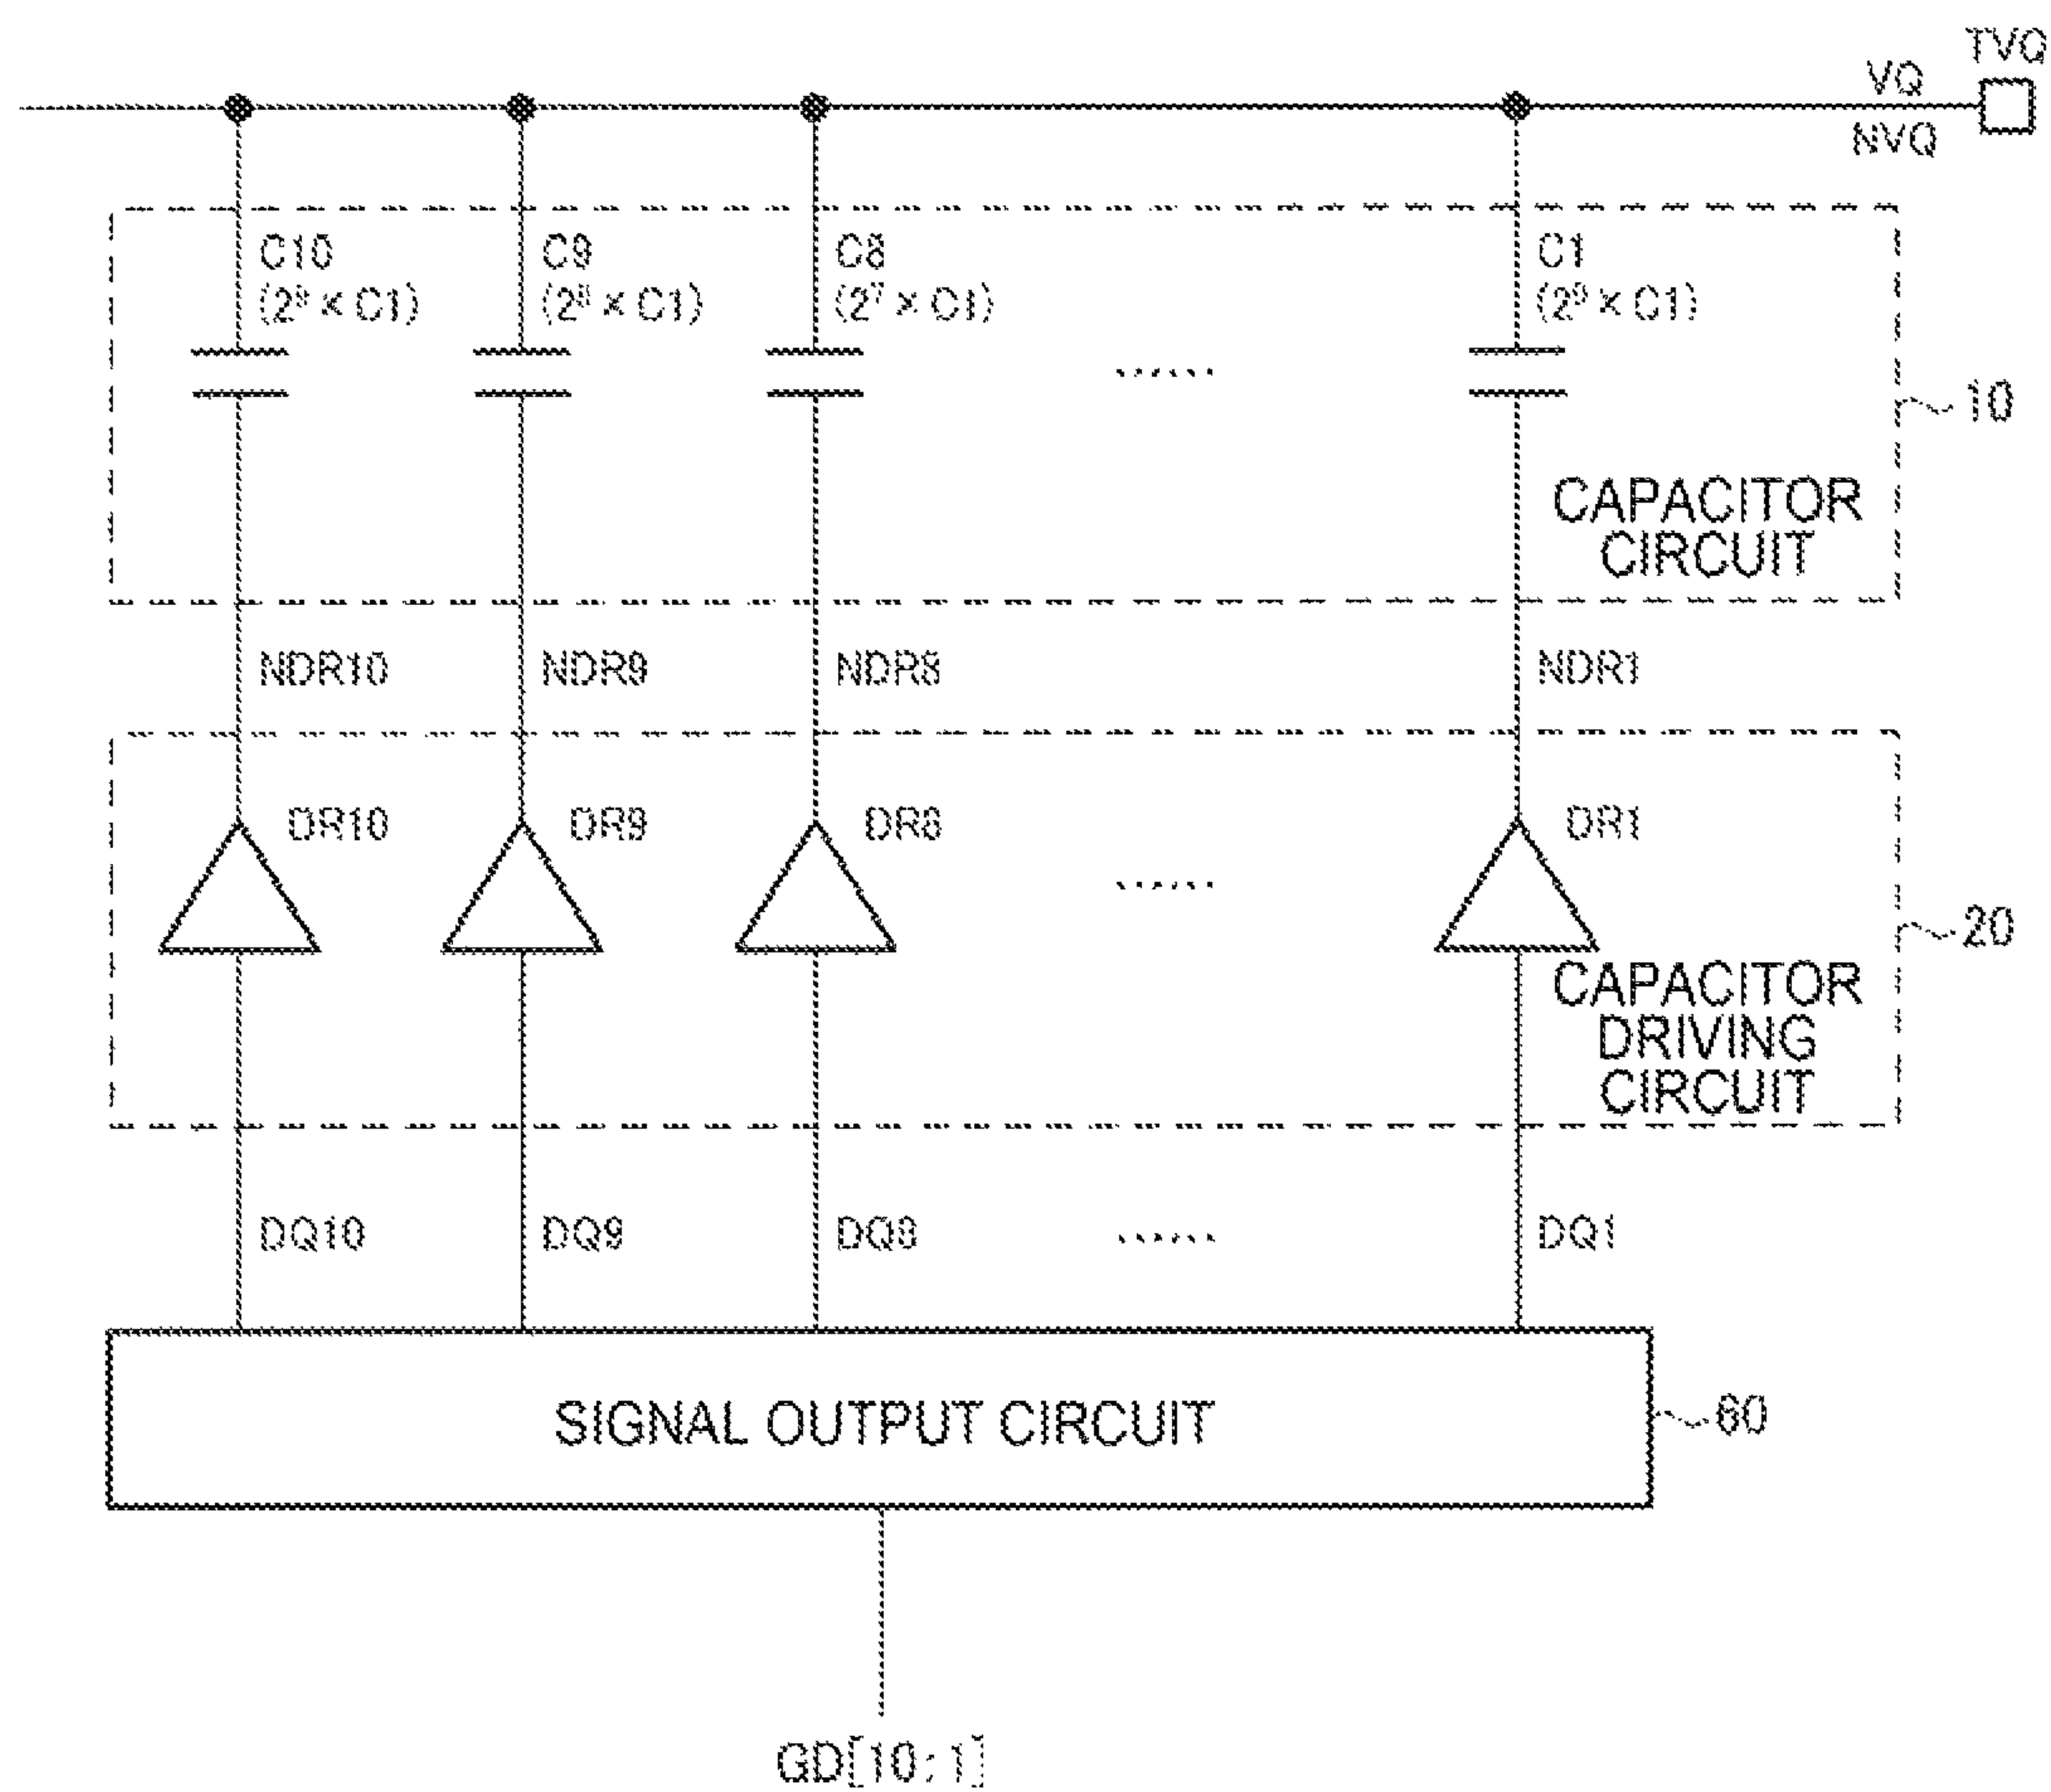 TVQ
VQ
NVQ
C10
(2⁹×C1)
C9
(2⁸×C1)
C8
(2⁷×C1)
C1
(2⁰×C1)
......
10
CAPACITOR
CIRCUIT
NDR10
NDR9
NDR8
NDR1
DR10
DR9
DR8
......
DR1
20
CAPACITOR
DRIVING
CIRCUIT
DQ10
DQ9
DQ8
......
DQ1
SIGNAL OUTPUT CIRCUIT
60
GD[10:1]